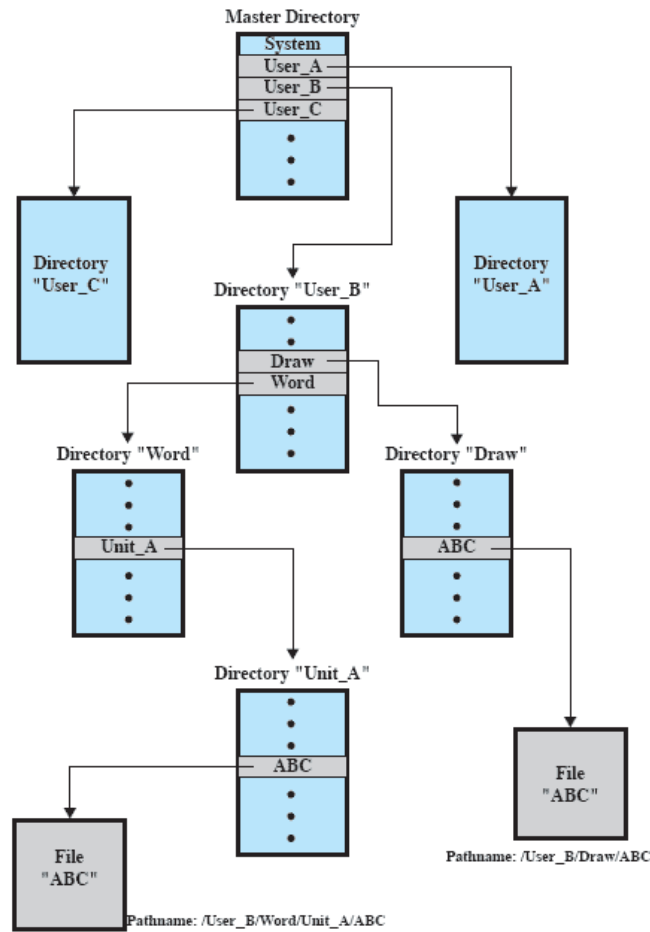 Master Directory
System
User_A
User_B
User_C
Directory
"User_C"
Directory
"User_A"
Directory "User_B"
Draw
Word
Directory "Word"
Directory "Draw"
Unit_A
ABC
Directory "Unit_A"
ABC
File
"ABC"
Pathname: /User_B/Draw/ABC
File
"ABC"
Pathname: /User_B/Word/Unit_A/ABC